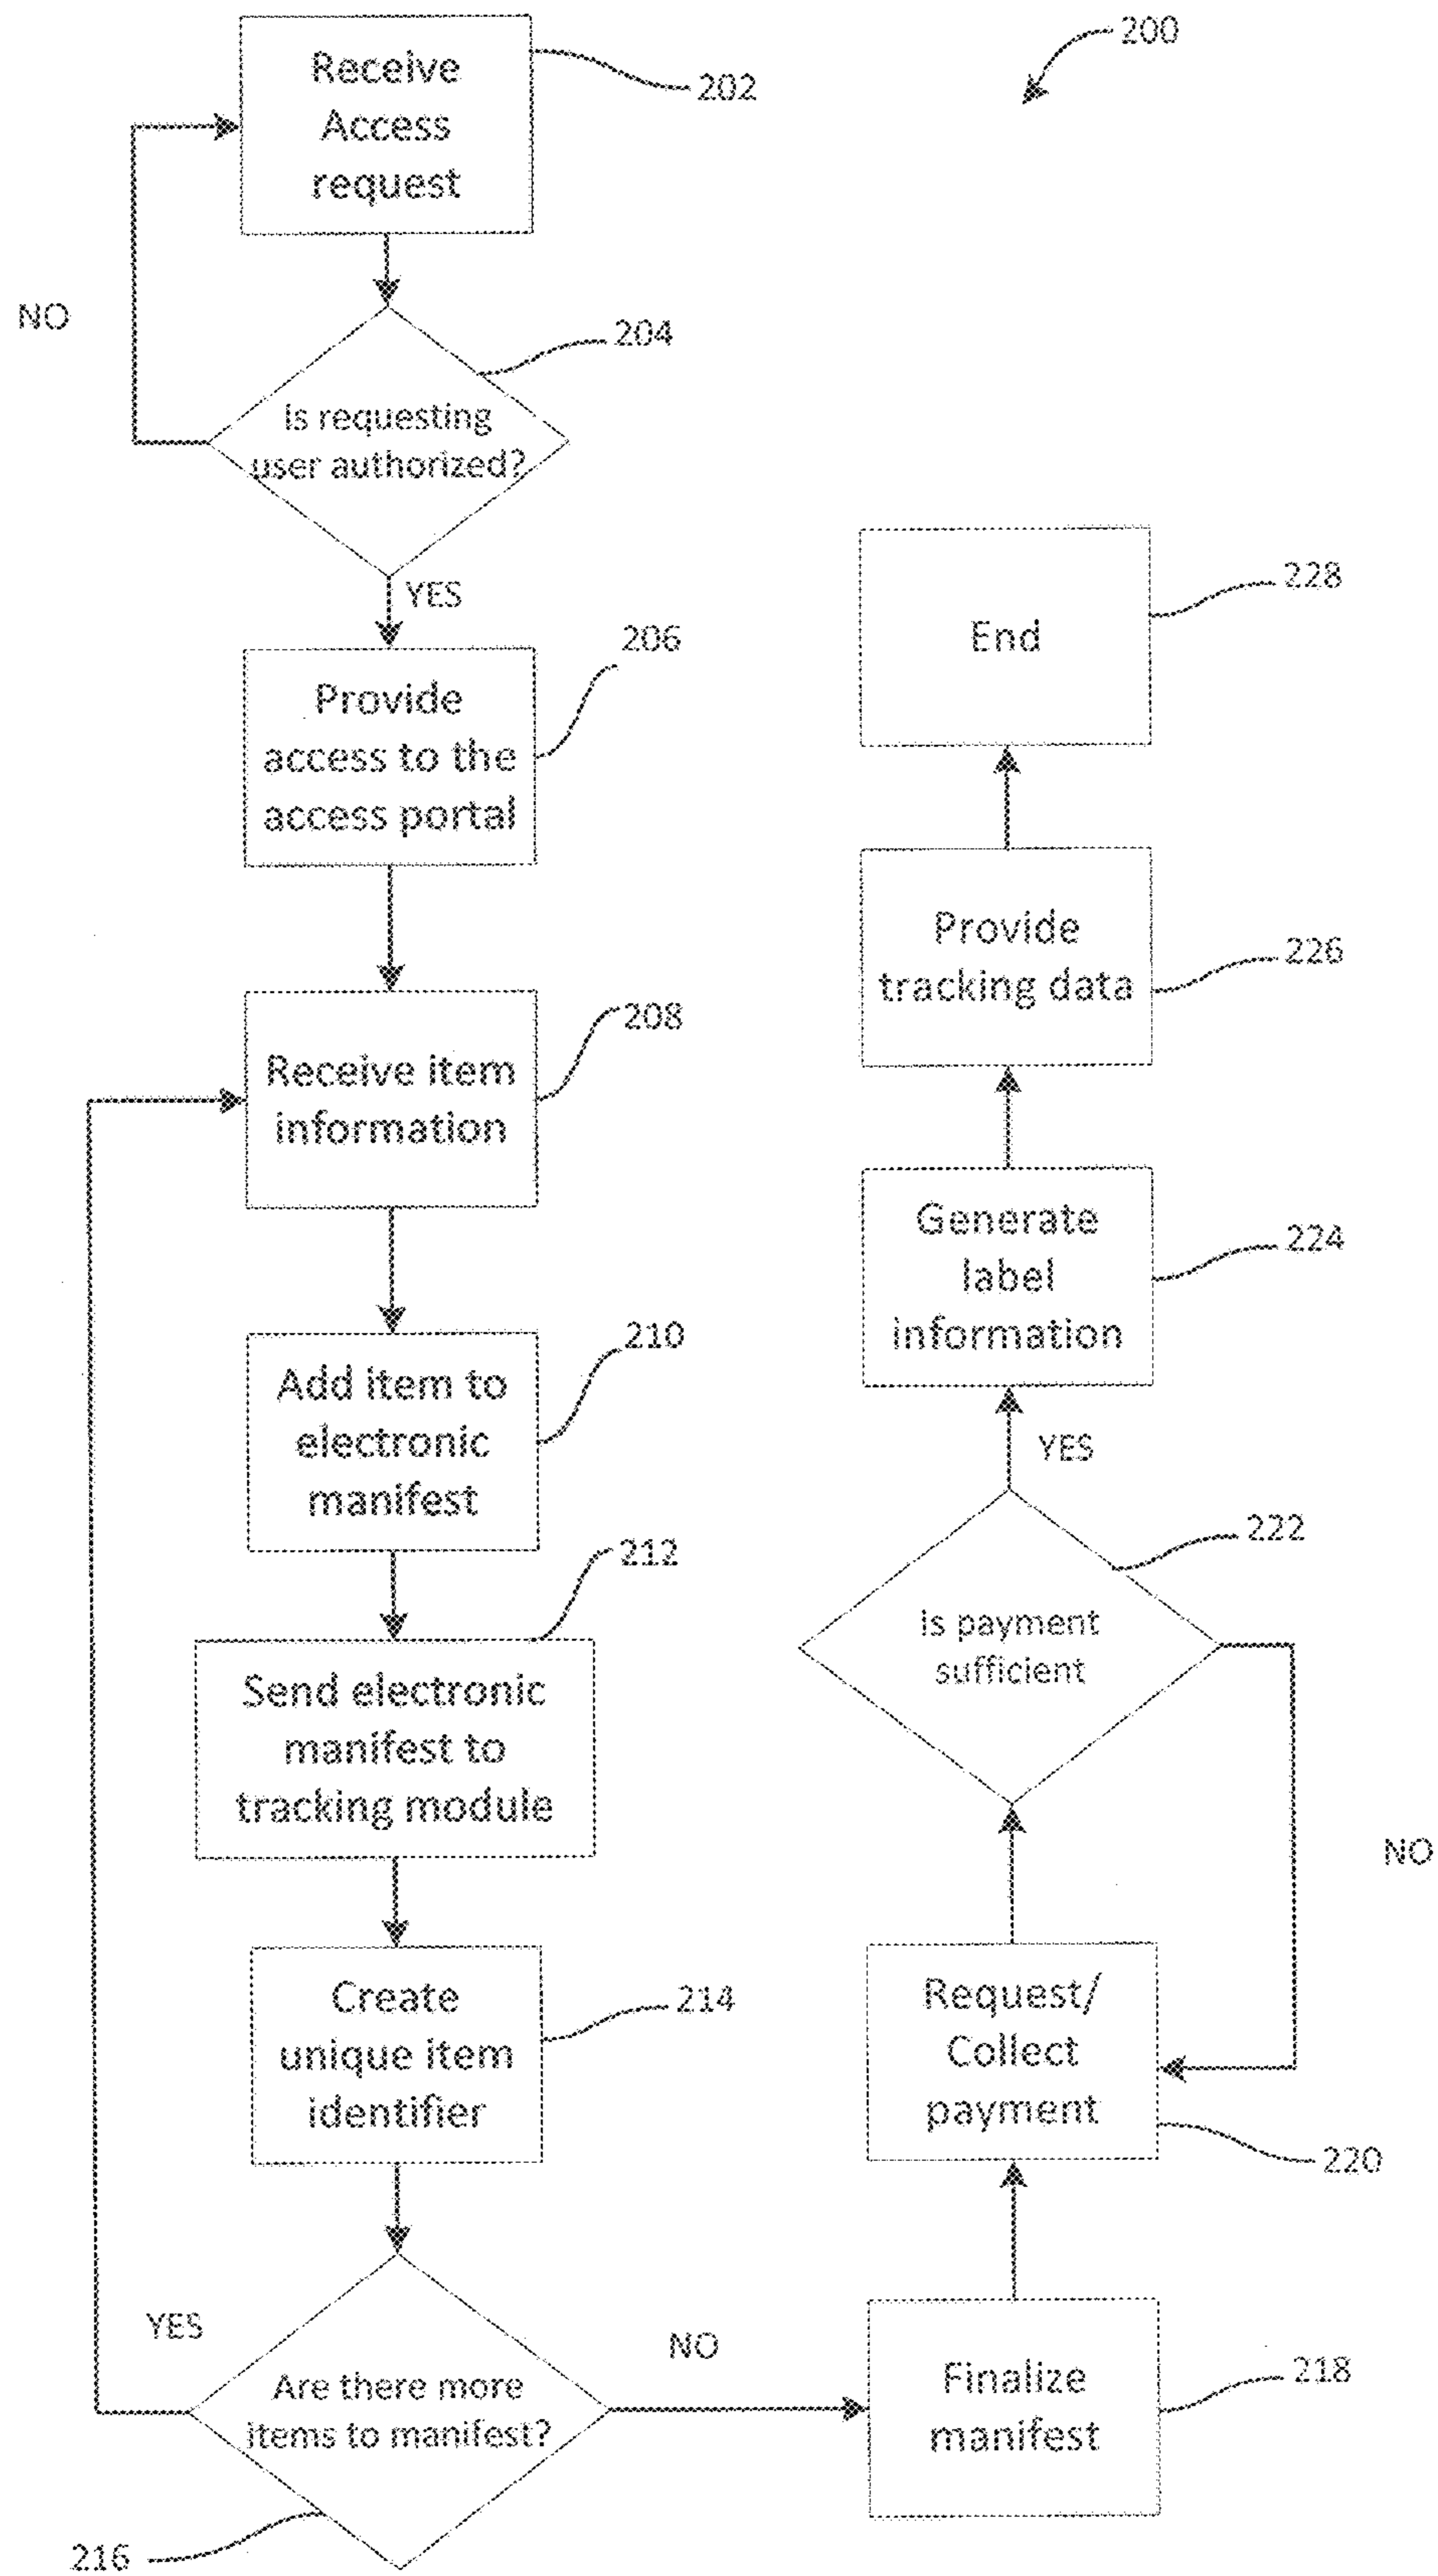 200
Receive
Access
request
202
NO
204
is requesting
user authorized?
YES
206
Provide
access to the
access portal
208
Receive item
information
210
Add item to
electronic
manifest
212
Send electronic
manifest to
tracking module
Create
unique item
identifier
214
YES
Are there more
items to manifest?
216
NO
Finalize
manifest
218
Request/
Collect
payment
220
NO
is payment
sufficient
222
YES
Generate
label
information
224
Provide
tracking data
226
End
228